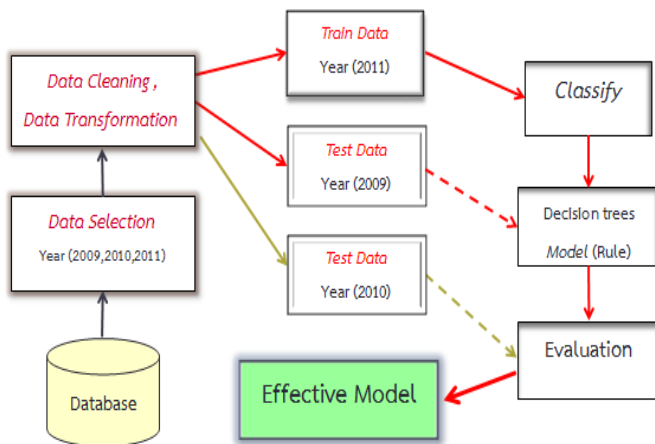 Train Data
Year (2011)
Data Cleaning ,
Data Transformation
Classify
Test Data
Year (2009)
Data Selection
Year (2009,2010,2011)
Decision trees
Model (Rule)
Test Data
Year (2010)
Evaluation
Effective Model
Database